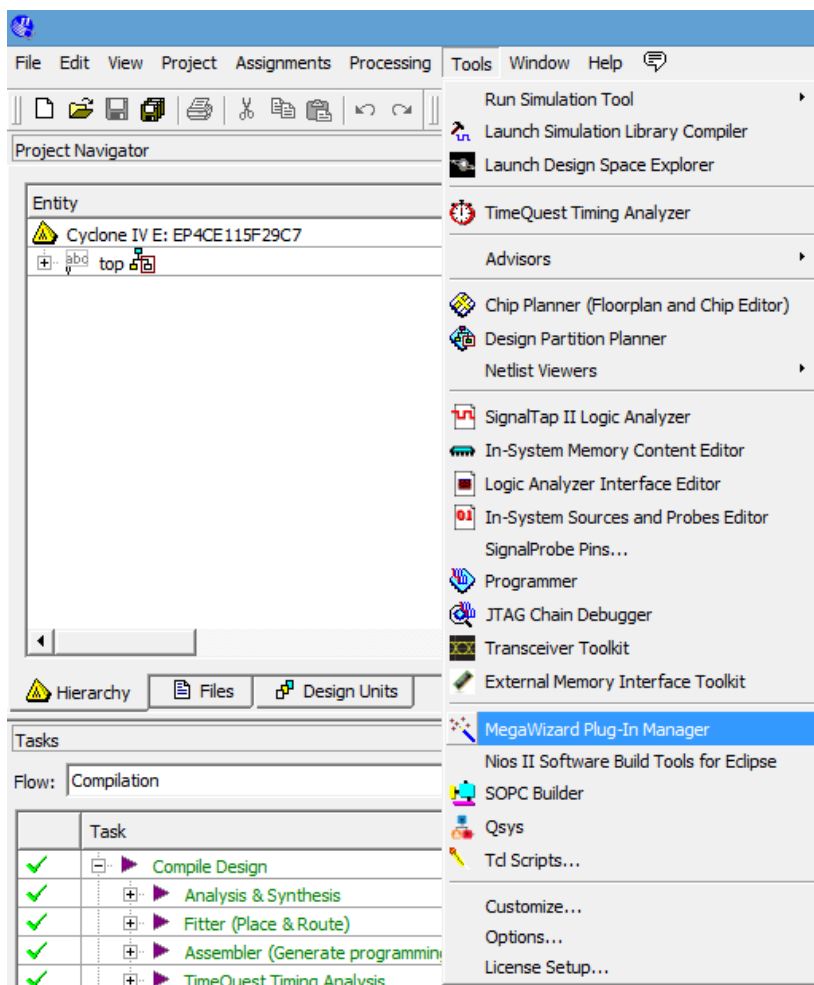 File Edit View Project Assignments Processing Tools Window Help
Project Navigator
Entity
Cyclone IV E: EP4CE115F29C7
abc top
Hierarchy Files Design Units
Tasks
Flow: Compilation
Task
Compile Design
Analysis & Synthesis
Fitter (Place & Route)
Assembler (Generate programming
TimeQuest Timing Analysis
Run Simulation Tool
Launch Simulation Library Compiler
Launch Design Space Explorer
TimeQuest Timing Analyzer
Advisors
Chip Planner (Floorplan and Chip Editor)
Design Partition Planner
Netlist Viewers
SignalTap II Logic Analyzer
In-System Memory Content Editor
Logic Analyzer Interface Editor
01 In-System Sources and Probes Editor
SignalProbe Pins...
Programmer
JTAG Chain Debugger
Transceiver Toolkit
External Memory Interface Toolkit
MegaWizard Plug-In Manager
Nios II Software Build Tools for Eclipse
SOPC Builder
Qsys
Tcl Scripts...
Customize...
Options...
License Setup...